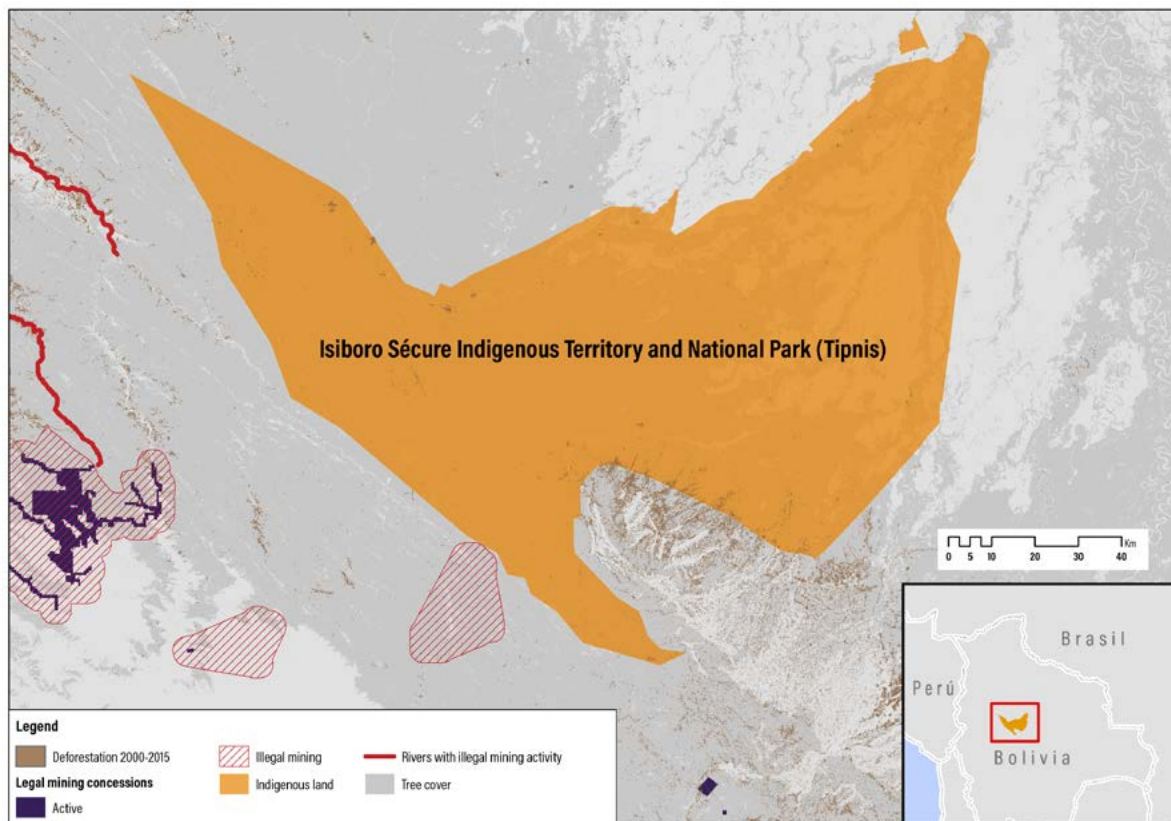 Isiboro Sécure Indigenous Territory and National Park (Tipnis)
Km
0 5 10 20 30 40
Brasil
Perú
Bolivia
Legend
Deforestation 2000-2015
Legal mining concessions
Active
Illegal mining
Indigenous land
Rivers with illegal mining activity
Tree cover